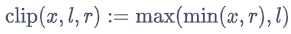 clip(x, l, r) := max(min(x, r), l)